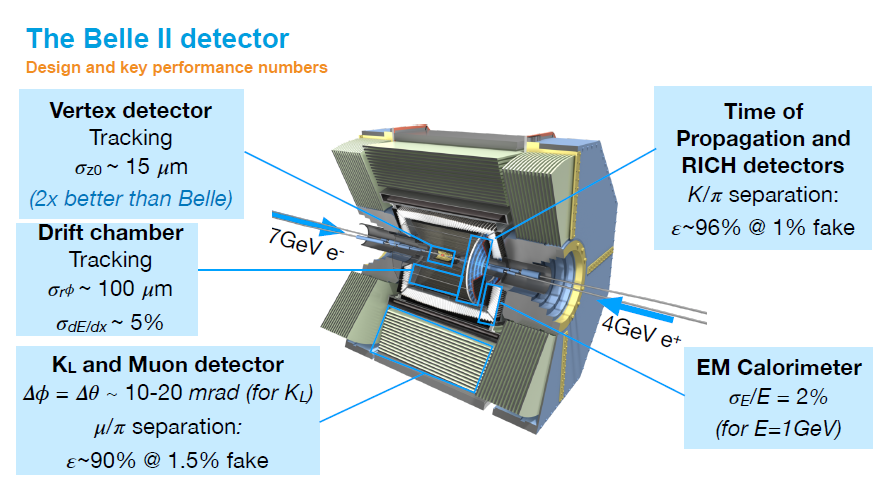 The Belle II detector
Design and key performance numbers
Vertex detector
Tracking
σz0 ~ 15 μm
(2x better than Belle)
Drift chamber
Tracking
σrϕ ~ 100 μm
σdE/dx ~ 5%
KL and Muon detector
Δϕ = Δθ ~ 10-20 mrad (for KL)
μ/π separation:
ε~90% @ 1.5% fake
7GeV e-
Time of
Propagation and
RICH detectors
K/π separation:
ε~96% @ 1% fake
4GeV e+
EM Calorimeter
σE/E = 2%
(for E=1GeV)